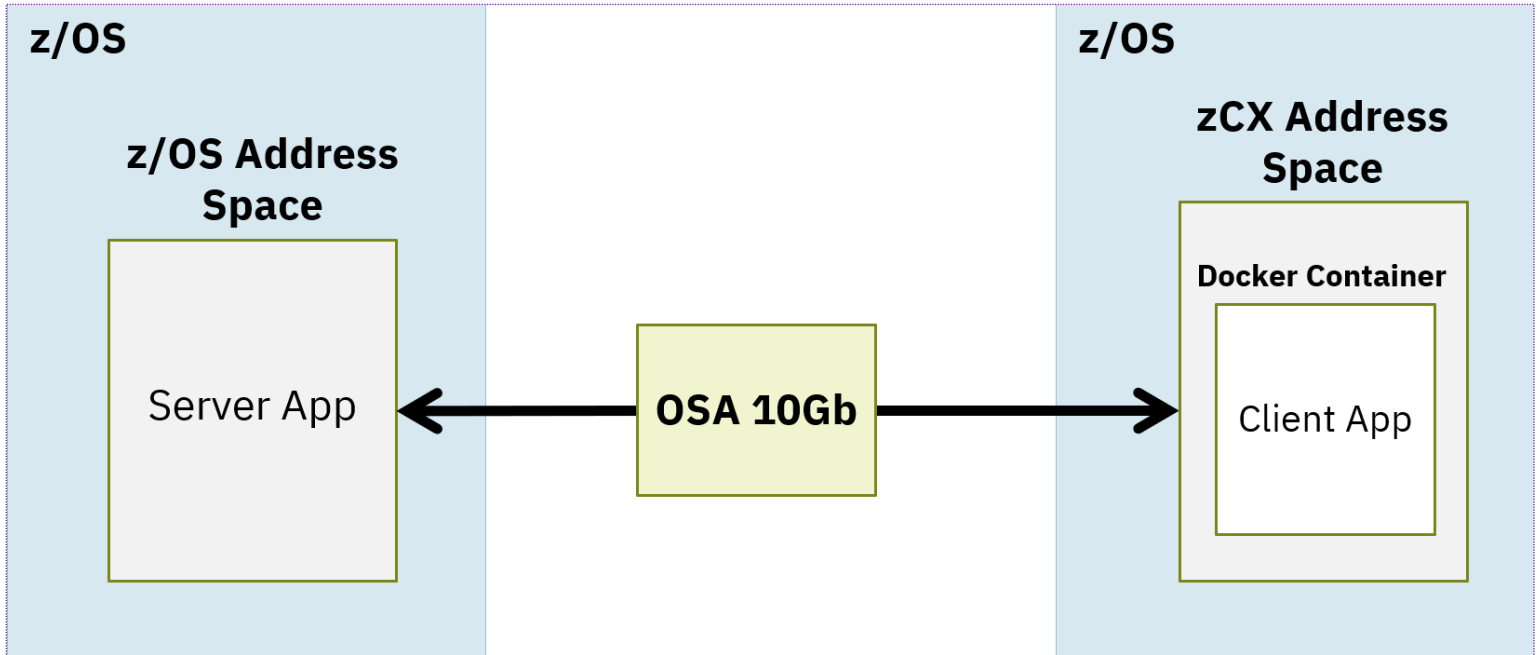 z/OS
z/OS Address
Space
Server App
OSA 10Gb
z/OS
zCX Address
Space
Docker Container
Client App